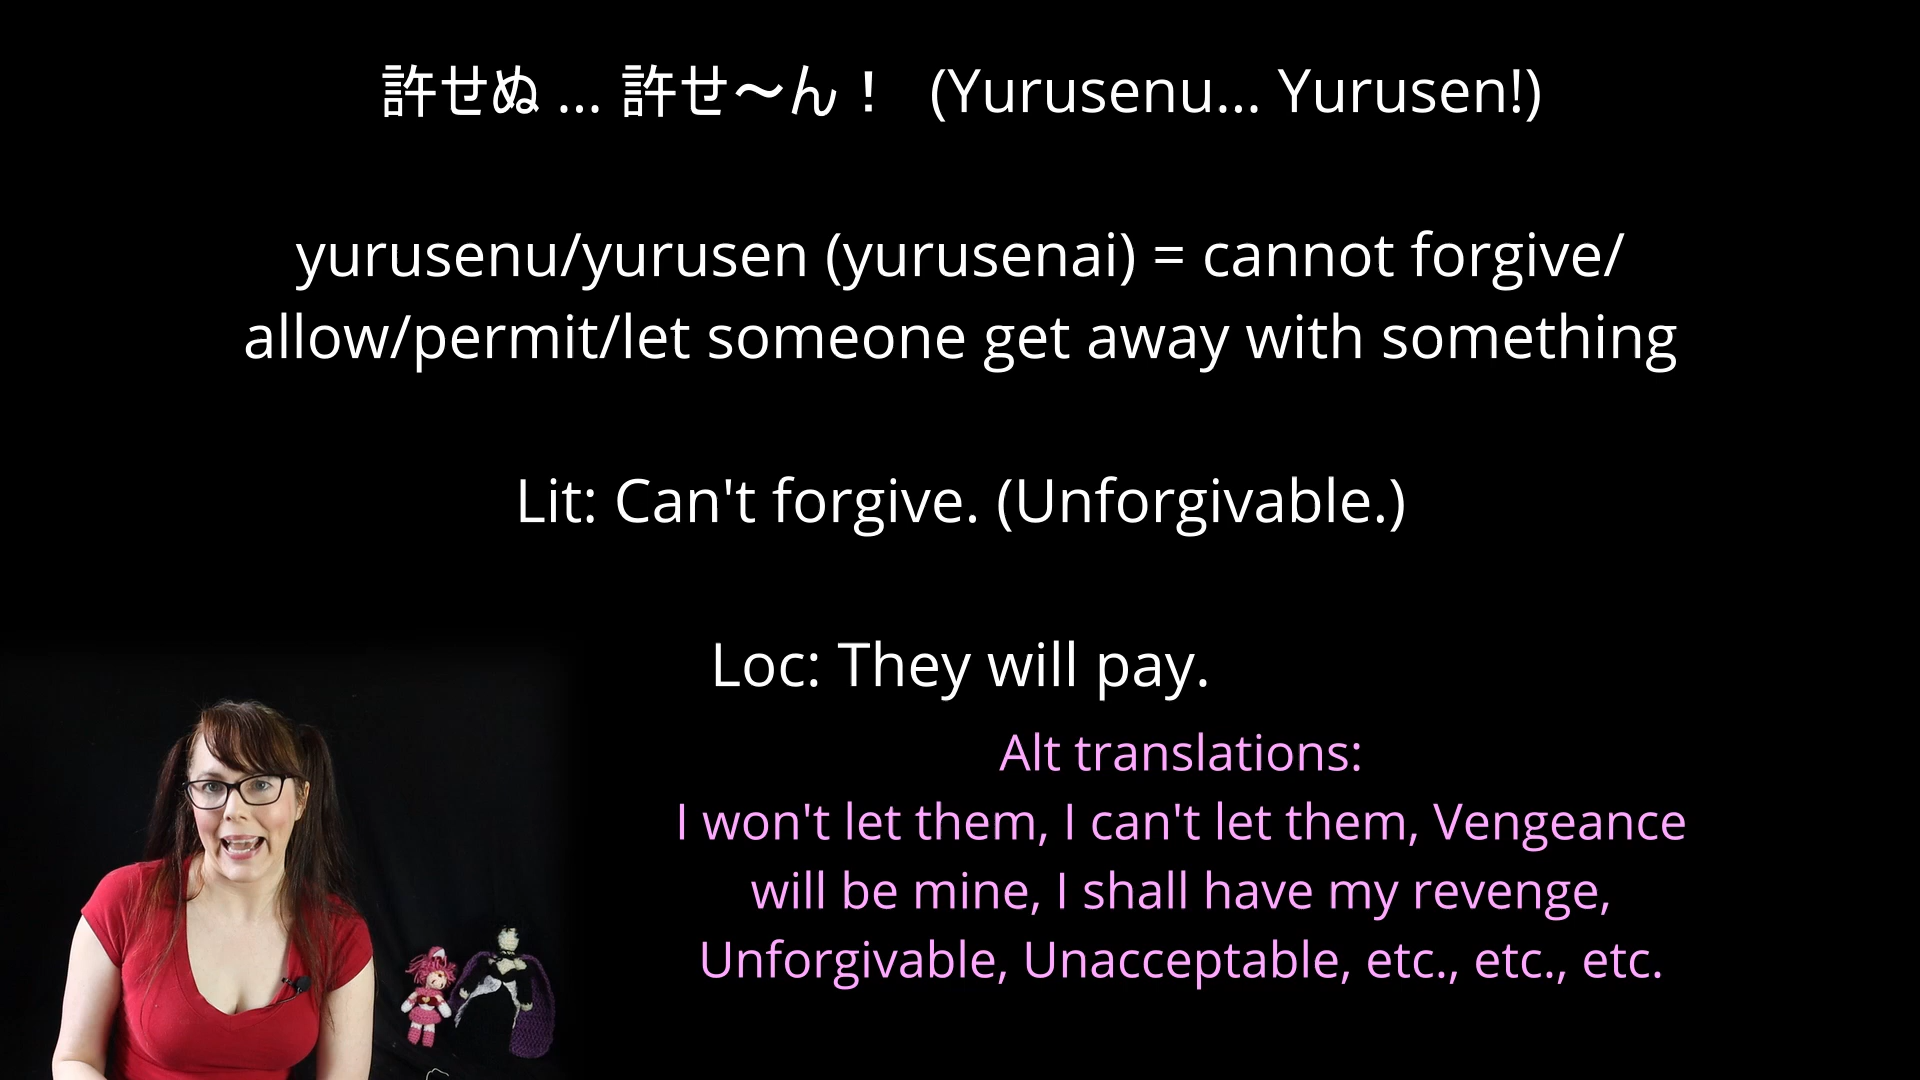 許せぬ ... 許せ〜ん！ (Yurusenu... Yurusen!)
yurusenu/yurusen (yurusenai) = cannot forgive/
allow/permit/let someone get away with something
Lit: Can't forgive. (Unforgivable.)
Loc: They will pay.
Alt translations:
I won't let them, I can't let them, Vengeance
will be mine, I shall have my revenge,
Unforgivable, Unacceptable, etc., etc., etc.